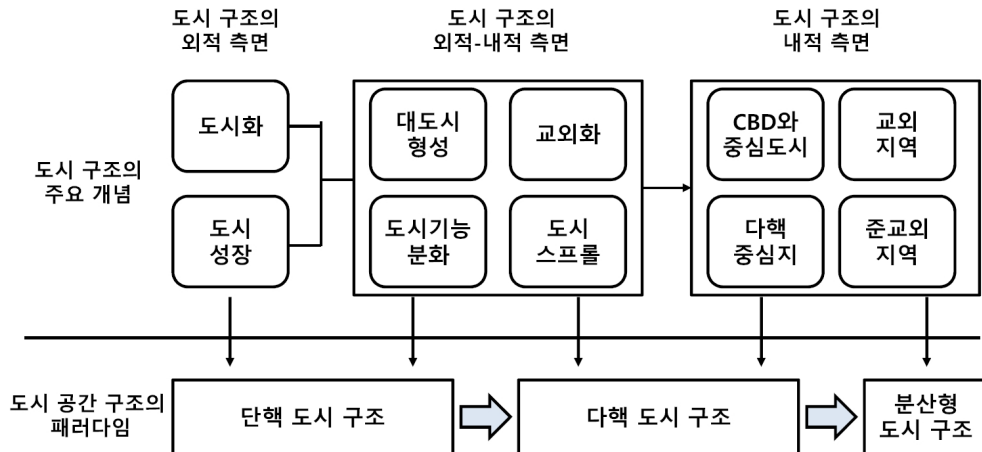 도시 구조의
외적 측면
도시 구조의
외적-내적 측면
도시 구조의
내적 측면
도시 구조의
주요 개념
도시화
도시
성장
대도시
형성
교외화
도시기능
분화
도시
스프롤
CBD와
중심도시
교외
지역
다핵
중심지
준교외
지역
도시 공간 구조의
패러다임
단핵 도시 구조
다핵 도시 구조
분산형
도시 구조